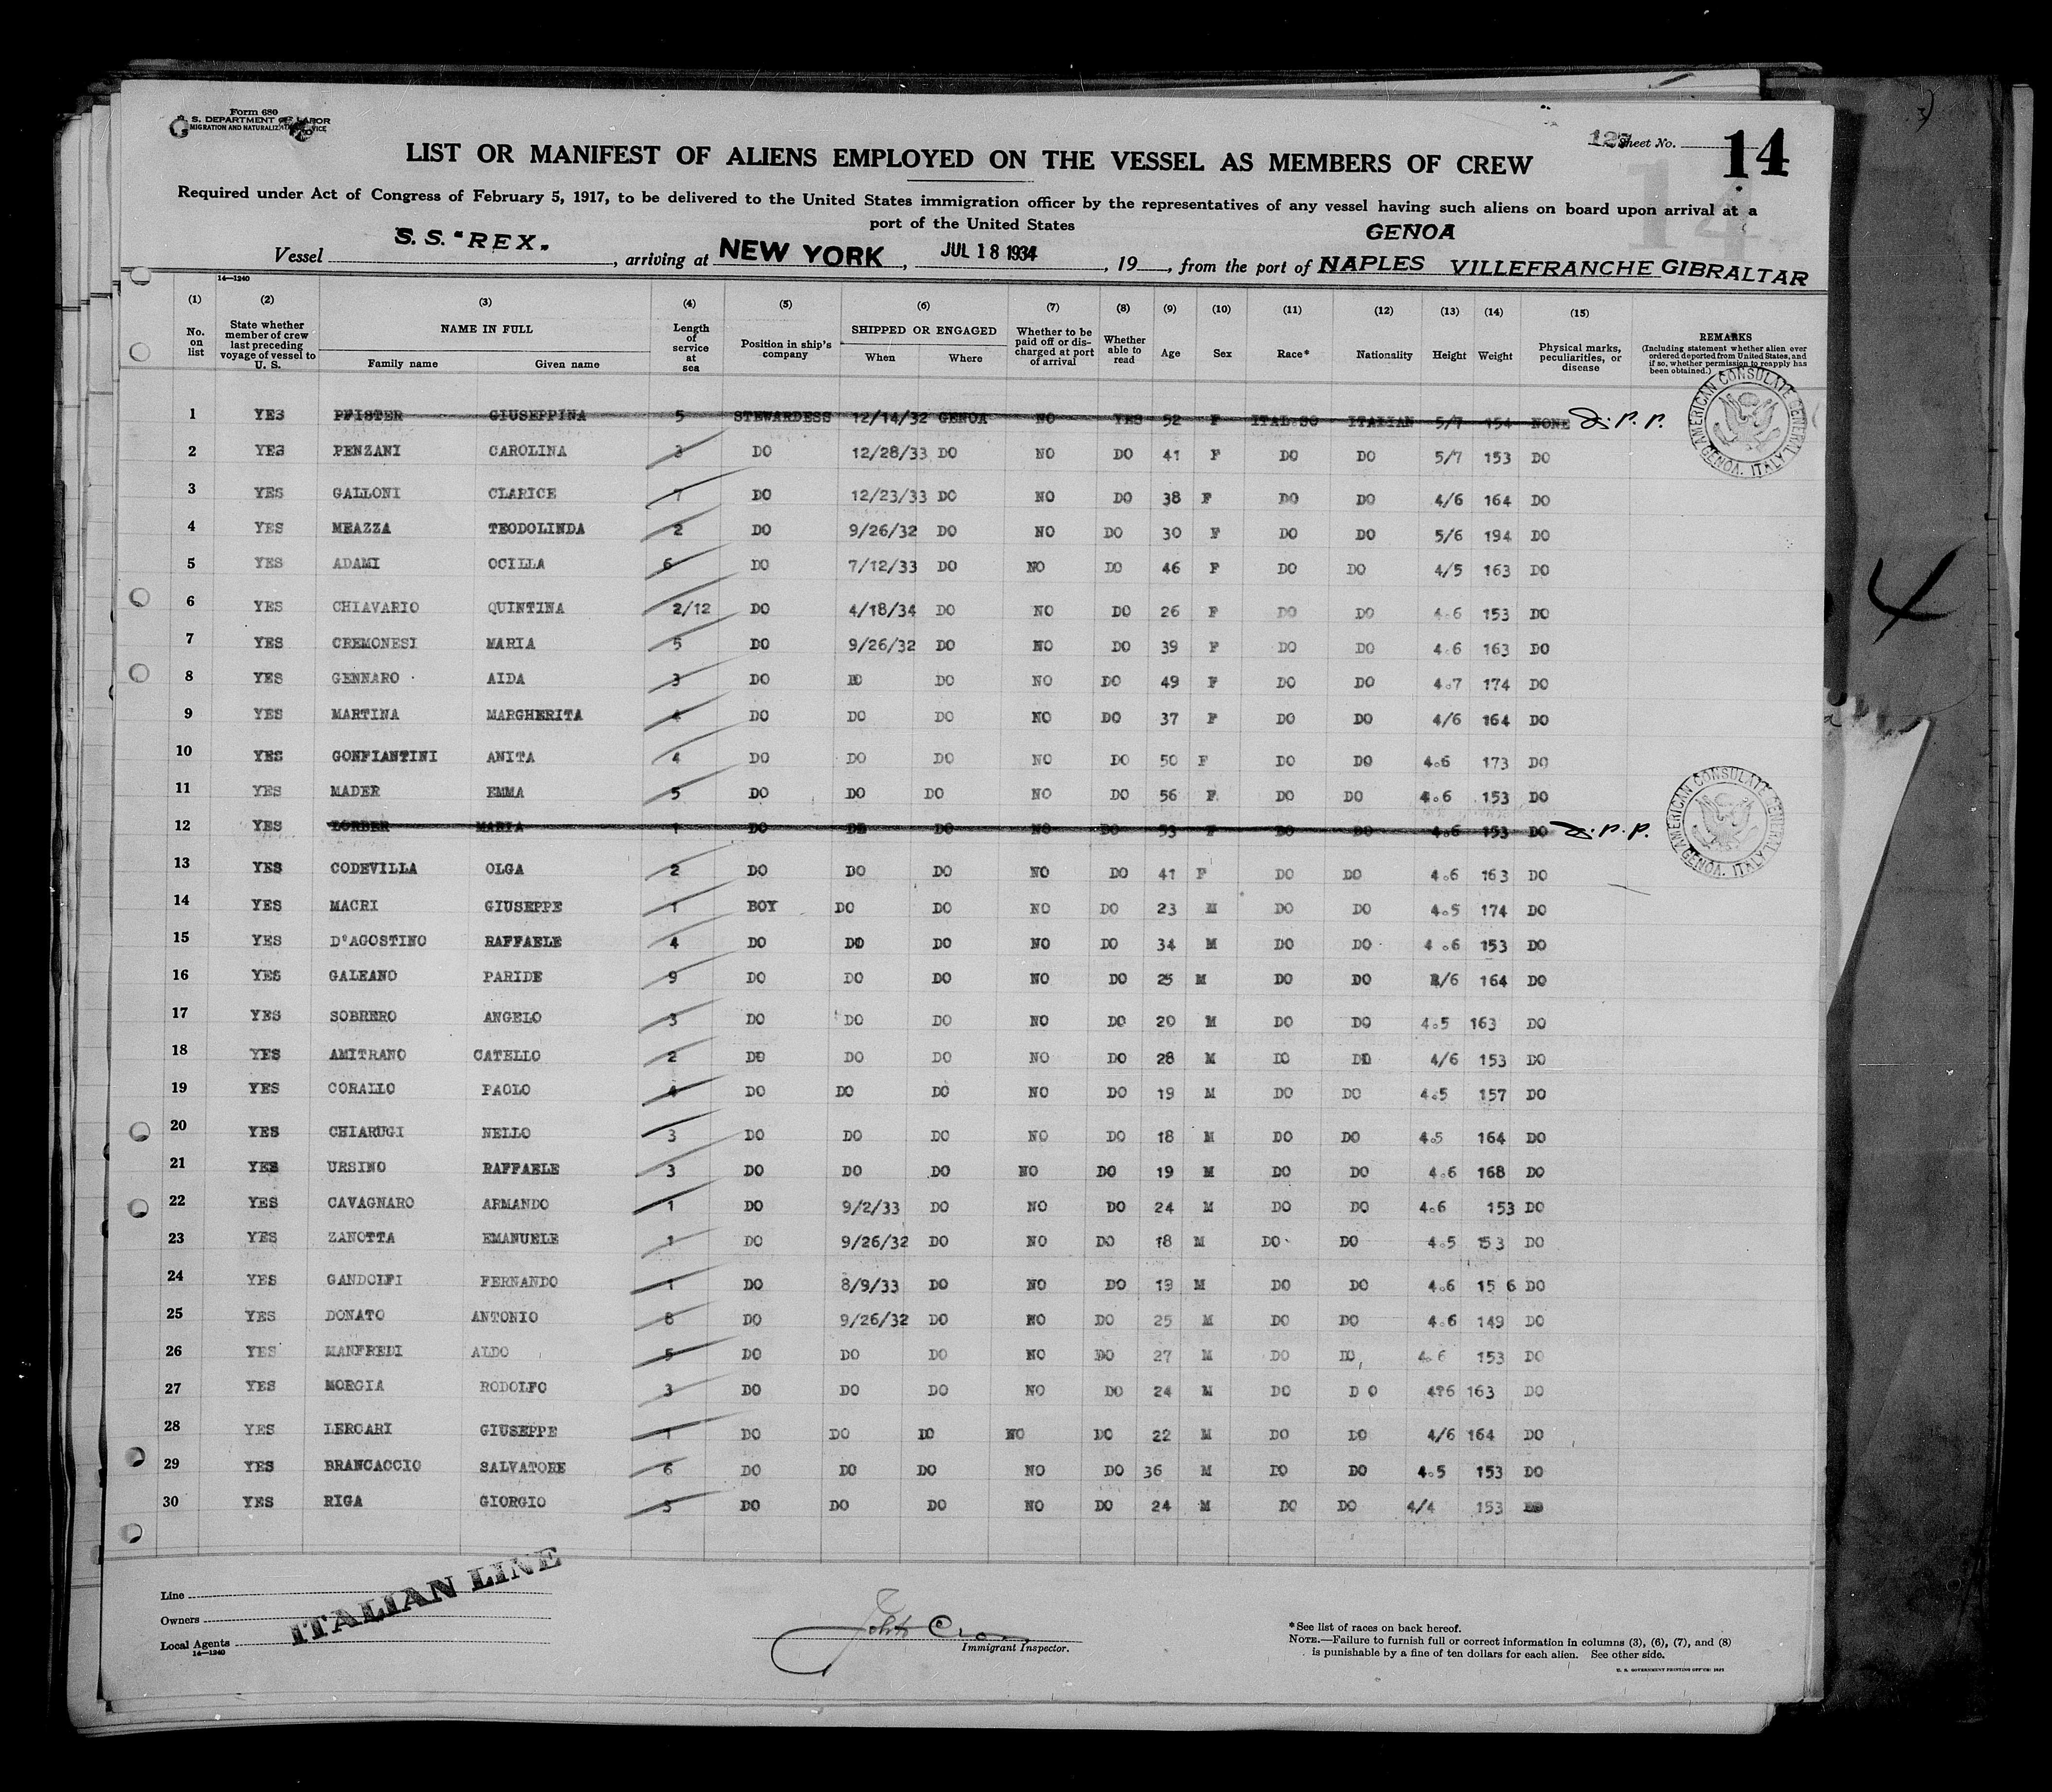 Form 680
U. S. DEPARTMENT OF LABOR
IMMIGRATION AND NATURALIZATION SERVICE
Sheet No. 14
LIST OR MANIFEST OF ALIENS EMPLOYED ON THE VESSEL AS MEMBERS OF CREW
Required under Act of Congress of February 5, 1917, to be delivered to the United States immigration officer by the representatives of any vessel having such aliens on board upon arrival at a
port of the United States
GENOA
Vessel S.S. "REX", arriving at NEW YORK, JUL 18 1934, 19__, from the port of NAPLES VILLEFRANCHE GIBRALTAR
14—1240
(1) (2) (3) (4) (5) (6) (7) (8) (9) (10) (11) (12) (13) (14) (15)
No. on list
State whether member of crew last preceding voyage of vessel to U. S.
NAME IN FULL
Family name Given name
Length of service at sea
Position in ship's company
SHIPPED OR ENGAGED
When Where
Whether to be paid off or discharged at port of arrival
Whether able to read
Age
Sex
Race*
Nationality
Height
Weight
Physical marks, peculiarities, or disease
REMARKS
(Including statement whether alien ever ordered deported from United States, and if so, whether permission to reapply has been obtained.)
1 YES PFISTER GIUSEPPINA 5 STEWARDESS 12/14/32 GENOA NO YES 52 F ITAL SO ITALIAN 5/7 154 NONE
2 YES PENZANI CAROLINA 3 DO 12/28/33 DO NO DO 41 F DO DO 5/7 153 DO
3 YES GALLONI CLARICE 7 DO 12/23/33 DO NO DO 38 F DO DO 4/6 164 DO
4 YES MEAZZA TEODOLINDA 2 DO 9/26/32 DO NO DO 30 F DO DO 5/6 194 DO
5 YES ADAMI OCILLA 6 DO 7/12/33 DO NO DO 46 F DO DO 4/5 163 DO
6 YES CHIAVARIO QUINTINA 2/12 DO 4/18/34 DO NO DO 26 F DO DO 4.6 153 DO
7 YES CREMONESI MARIA 5 DO 9/26/32 DO NO DO 39 F DO DO 4.6 163 DO
8 YES GENNARO AIDA 3 DO DO DO NO DO 49 F DO DO 4.7 174 DO
9 YES MARTINA MARGHERITA 4 DO DO DO NO DO 37 F DO DO 4/6 164 DO
10 YES GONFIANTINI ANITA 4 DO DO DO NO DO 50 F DO DO 4.6 173 DO
11 YES MADER EMMA 5 DO DO DO NO DO 56 F DO DO 4.6 153 DO
12 YES LORBER MARIA 1 DO DO DO NO DO 53 F DO DO 4.6 153 DO
13 YES CODEVILLA OLGA 2 DO DO DO NO DO 41 F DO DO 4.6 163 DO
14 YES MACRI GIUSEPPE 1 BOY DO DO NO DO 23 M DO DO 4.5 174 DO
15 YES D'AGOSTINO RAFFAELE 4 DO DO DO NO DO 34 M DO DO 4.6 153 DO
16 YES GALEANO PARIDE 9 DO DO DO NO DO 25 M DO DO /6 164 DO
17 YES SOBRERO ANGELO 3 DO DO DO NO DO 20 M DO DO 4.5 163 DO
18 YES AMITRANO CATELLO 2 DO DO DO NO DO 28 M DO DO 4/6 153 DO
19 YES CORALLO PAOLO 4 DO DO DO NO DO 19 M DO DO 4.5 157 DO
20 YES CHIARUGI NELLO 3 DO DO DO NO DO 18 M DO DO 4.5 164 DO
21 YES URSINO RAFFAELE 3 DO DO DO NO DO 19 M DO DO 4.6 168 DO
22 YES CAVAGNARO ARMANDO 1 DO 9/2/33 DO NO DO 24 M DO DO 4.6 153 DO
23 YES ZANOTTA EMANUELE 1 DO 9/26/32 DO NO DO 18 M DO DO 4.5 153 DO
24 YES GANDOLFI FERNANDO 1 DO 8/9/33 DO NO DO 19 M DO DO 4.6 15 6 DO
25 YES DONATO ANTONIO 8 DO 9/26/32 DO NO DO 25 M DO DO 4.6 149 DO
26 YES MANFREDI ALDO 5 DO DO DO NO DO 27 M DO DO 4.6 153 DO
27 YES MORGIA RODOLFO 3 DO DO DO NO DO 24 M DO D O 4?6 163 DO
28 YES LERCARI GIUSEPPE 1 DO DO DO NO DO 22 M DO DO 4/6 164 DO
29 YES BRANCACCIO SALVATORE 6 DO DO DO NO DO 36 M DO DO 4.5 153 DO
30 YES RIGA GIORGIO 3 DO DO DO NO DO 24 M DO DO 4/4 153 DO
AMERICAN CONSULATE GENERAL GENOA, ITALY
AMERICAN CONSULATE GENERAL GENOA, ITALY
4
Line
Owners
Local Agents
14—1240
ITALIAN LINE
John
Immigrant Inspector.
*See list of races on back hereof.
NOTE.—Failure to furnish full or correct information in columns (3), (6), (7), and (8)
is punishable by a fine of ten dollars for each alien. See other side.
U. S. GOVERNMENT PRINTING OFFICE: